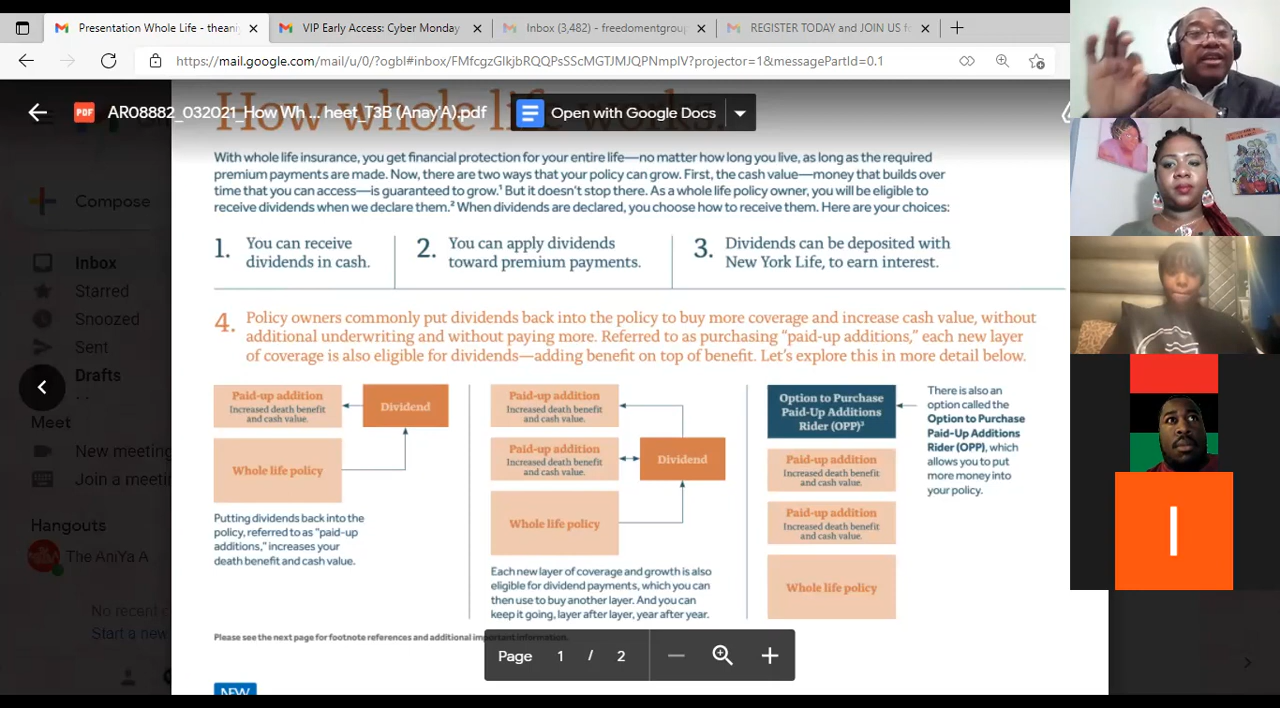 Presentation Whole Life - theani
VIP Early Access: Cyber Monday
Inbox (3,482) - freedomentgroup
REGISTER TODAY and JOIN US f
https://mail.google.com/mail/u/0/?ogbl#inbox/FMfcgzGlkjbRQQPsSScMGTJMJQPNmpIV?projector=1&messagePartId=0.1
How whole life works.
AR08882_032021_How Wh ... heet_T3B (Anay'A).pdf
PDF
Open with Google Docs
With whole life insurance, you get financial protection for your entire life—no matter how long you live, as long as the required
premium payments are made. Now, there are two ways that your policy can grow. First, the cash value—money that builds over
time that you can access—is guaranteed to grow.¹ But it doesn't stop there. As a whole life policy owner, you will be eligible to
receive dividends when we declare them.² When dividends are declared, you choose how to receive them. Here are your choices:
1. You can receive
dividends in cash.
2. You can apply dividends
toward premium payments.
3. Dividends can be deposited with
New York Life, to earn interest.
4. Policy owners commonly put dividends back into the policy to buy more coverage and increase cash value, without
additional underwriting and without paying more. Referred to as purchasing "paid-up additions," each new layer
of coverage is also eligible for dividends—adding benefit on top of benefit. Let's explore this in more detail below.
Paid-up addition
Increased death benefit
and cash value.
Dividend
Whole life policy
Putting dividends back into the
policy, referred to as "paid-up
additions," increases your
death benefit and cash value.
Paid-up addition
Increased death benefit
and cash value.
Paid-up addition
Increased death benefit
and cash value.
Dividend
Whole life policy
Each new layer of coverage and growth is also
eligible for dividend payments, which you can
then use to buy another layer. And you can
keep it going, layer after layer, year after year.
Option to Purchase
Paid-Up Additions
Rider (OPP)³
Paid-up addition
Increased death benefit
and cash value.
Paid-up addition
Increased death benefit
and cash value.
Whole life policy
There is also an
option called the
Option to Purchase
Paid-Up Additions
Rider (OPP), which
allows you to put
more money into
your policy.
Please see the next page for footnote references and additional important information.
NEW
Page 1 / 2
Compose
Inbox
Starred
Snoozed
Sent
Drafts
Meet
New meeting
Join a meeti
Hangouts
The AniYa A
No recent c
Start a new
I